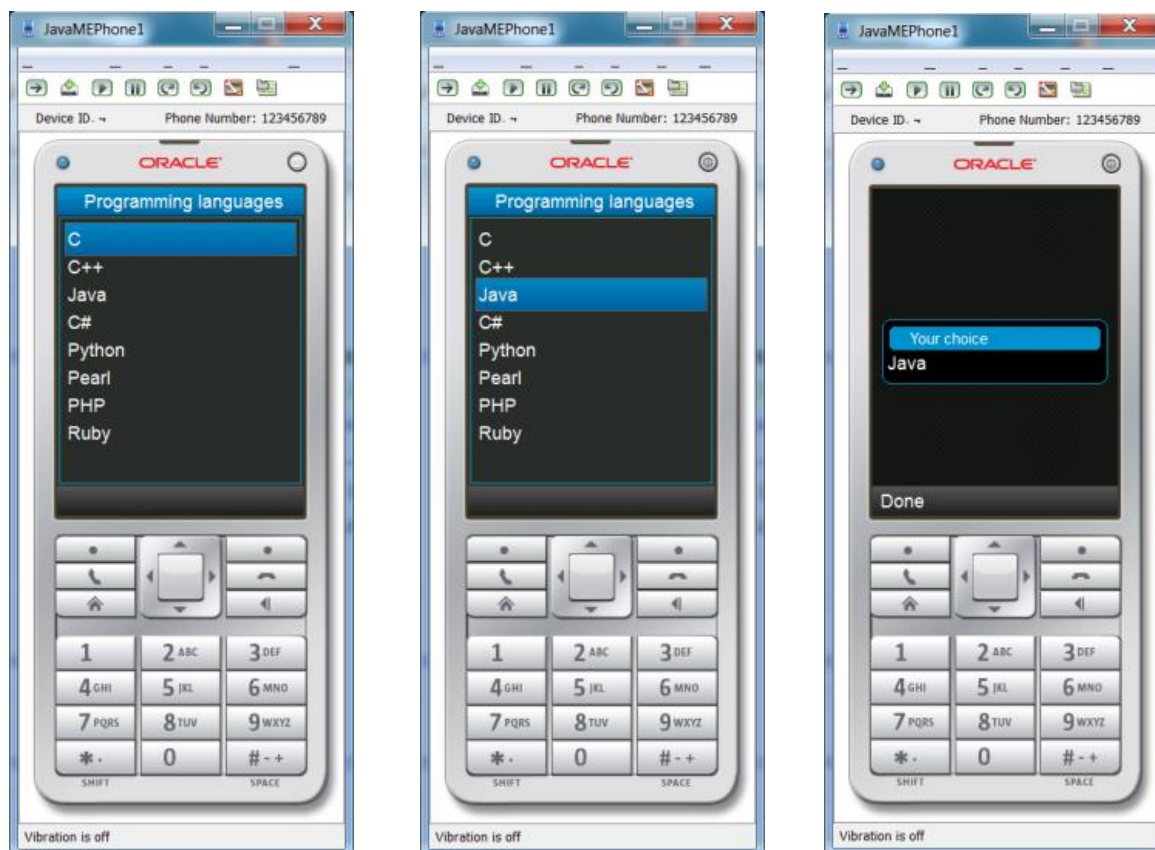 JavaMEPhone1
Phone Number: 123456789
ORACLE
Programming languages
C
C++
Java
C#
Python
Pearl
PHP
Ruby
1
2 ABC
3 DEF
4 GHI
5 JKL
6 MNO
7 PQRS
8 TUV
9 WXYZ
* .
0
# - +
SHIFT
SPACE
Vibration is off
JavaMEPhone1
Device ID.
Phone Number: 123456789
ORACLE
Programming languages
C
C++
Java
C#
Python
Pearl
PHP
Ruby
1
2 ABC
3 DEF
4 GHI
5 JKL
6 MNO
7 PQRS
8 TUV
9 WXYZ
* .
0
# - +
SHIFT
SPACE
Vibration is off
JavaMEPhone1
Device ID.
Phone Number: 123456789
ORACLE
Your choice
Java
Done
1
2 ABC
3 DEF
4 GHI
5 JKL
6 MNO
7 PQRS
8 TUV
9 WXYZ
* .
0
# - +
SHIFT
SPACE
Vibration is off